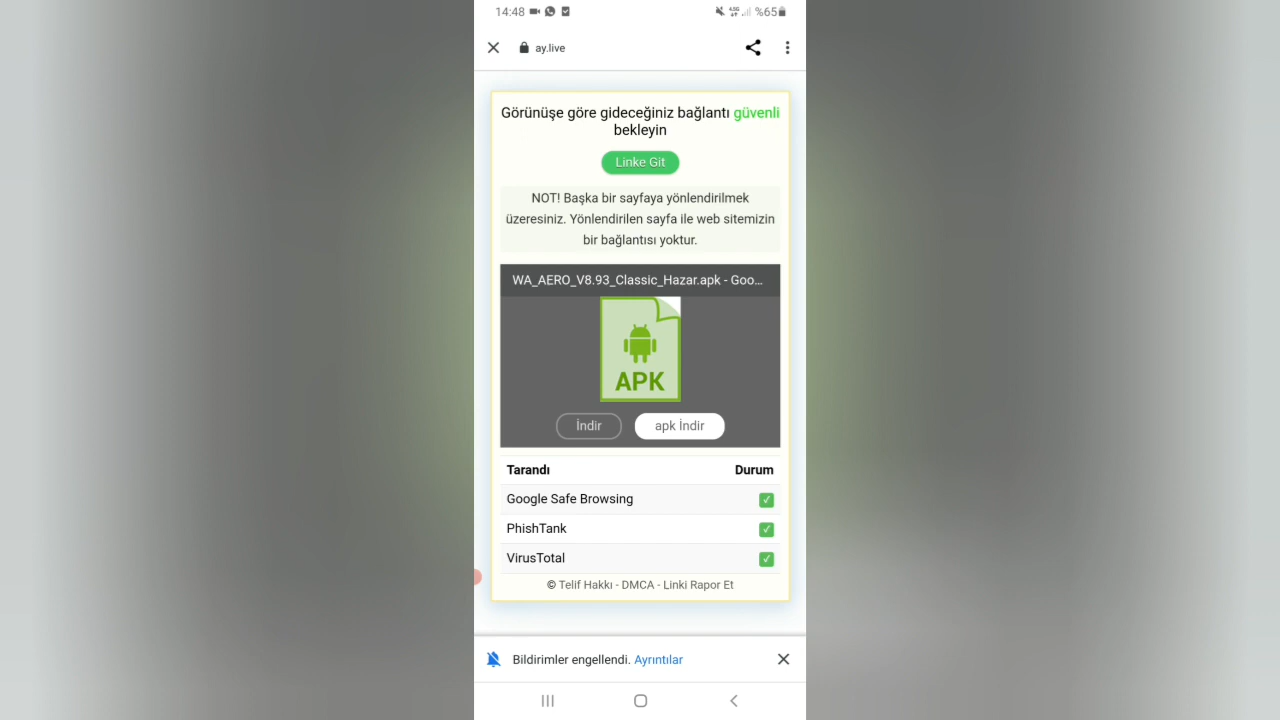 14:48
4.5G
%65
ay.live
Görünüşe göre gideceğiniz bağlantı güvenli
bekleyin
Linke Git
NOT! Başka bir sayfaya yönlendirilmek
üzeresiniz. Yönlendirilen sayfa ile web sitemizin
bir bağlantısı yoktur.
WA_AERO_V8.93_Classic_Hazar.apk - Goo...
APK
İndir
apk İndir
Tarandı Durum
Google Safe Browsing
PhishTank
VirusTotal
© Telif Hakkı - DMCA - Linki Rapor Et
Bildirimler engellendi. Ayrıntılar